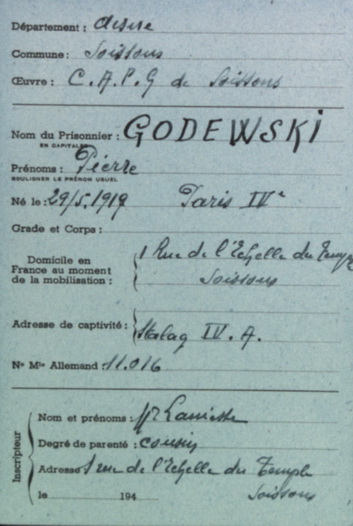 Département : Aisne
Commune : Soissons
Œuvre : C.A.P.G de Soissons
Nom du Prisonnier : GODEWSKI
EN CAPITALES
Prénoms : Pierre
SOULIGNER LE PRÉNOM USUEL
Né le : 29/5/1919 Paris IVe
Grade et Corps :
Domicile en 1 Rue de l'Echelle du Temple
France au moment Soissons
de la mobilisation :
Adresse de captivité : Stalag IV.A.
No Mle Allemand : 11.016
Nom et prénoms : Mr
Degré de parenté : cousin
Inscripteur
Adresse 1 rue de l'Echelle du Temple
le 194 Soissons